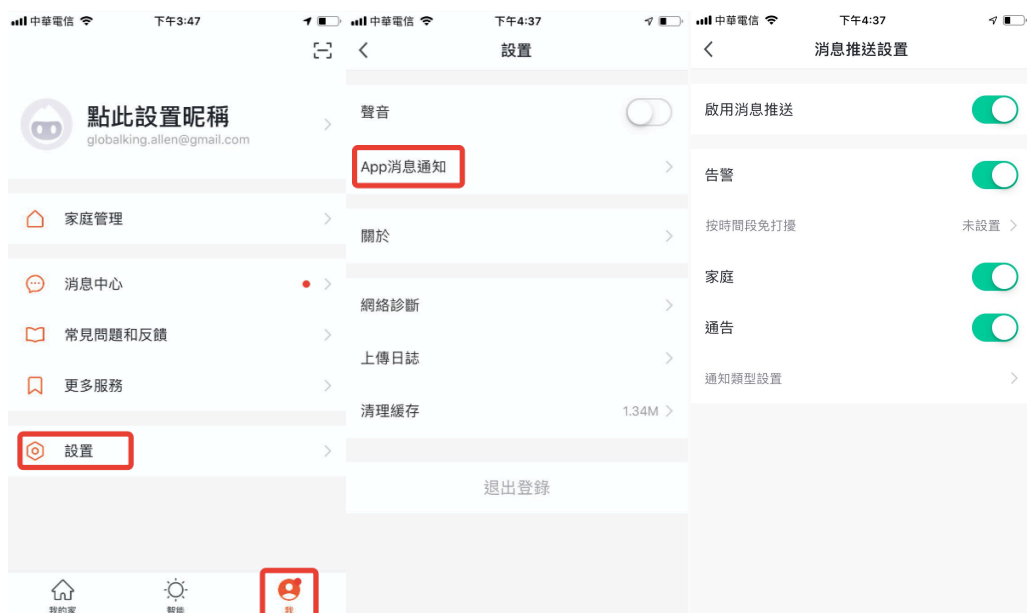 中華電信
下午3:47
點此設置昵稱
globalking.allen@gmail.com
家庭管理
消息中心
常見問題和反饋
更多服務
設置
我的家
智能
我
中華電信
下午4:37
設置
聲音
App消息通知
關於
網絡診斷
上傳日誌
清理緩存
1.34M
退出登錄
中華電信
下午4:37
消息推送設置
啟用消息推送
告警
按時間段免打擾
未設置
家庭
通告
通知類型設置